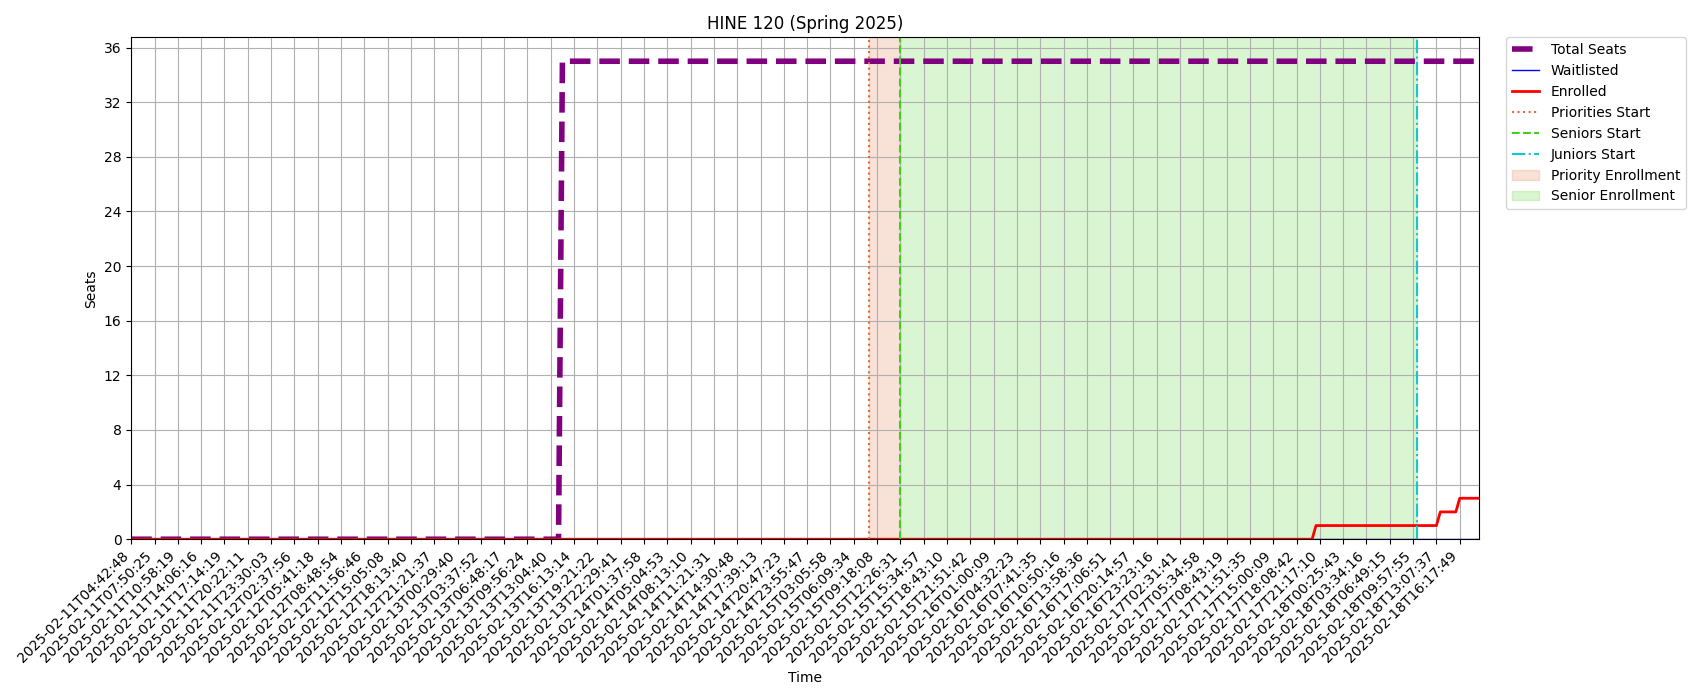 HINE 120 (Spring 2025)
36
32
28
24
20
16
12
8
4
0
Seats
2025-02-11T04:42:48
2025-02-11T07:50:25
2025-02-11T10:58:19
2025-02-11T14:06:16
2025-02-11T17:14:19
2025-02-11T20:22:11
2025-02-11T23:30:03
2025-02-12T02:37:56
2025-02-12T05:41:18
2025-02-12T08:48:54
2025-02-12T11:56:46
2025-02-12T15:05:08
2025-02-12T18:13:40
2025-02-12T21:21:37
2025-02-13T00:29:40
2025-02-13T03:37:52
2025-02-13T06:48:17
2025-02-13T09:56:24
2025-02-13T13:04:40
2025-02-13T16:13:14
2025-02-13T19:21:22
2025-02-13T22:29:41
2025-02-14T01:37:58
2025-02-14T05:04:53
2025-02-14T08:13:10
2025-02-14T11:21:31
2025-02-14T14:30:48
2025-02-14T17:39:13
2025-02-14T20:47:23
2025-02-14T23:55:47
2025-02-15T03:05:58
2025-02-15T06:09:34
2025-02-15T09:18:08
2025-02-15T12:26:31
2025-02-15T15:34:57
2025-02-15T18:43:10
2025-02-15T21:51:42
2025-02-16T01:00:09
2025-02-16T04:32:23
2025-02-16T07:41:35
2025-02-16T10:50:16
2025-02-16T13:58:36
2025-02-16T17:06:51
2025-02-16T20:14:57
2025-02-16T23:23:16
2025-02-17T02:31:41
2025-02-17T05:34:58
2025-02-17T08:43:19
2025-02-17T11:51:35
2025-02-17T15:00:09
2025-02-17T18:08:42
2025-02-17T21:17:10
2025-02-18T00:25:43
2025-02-18T03:34:16
2025-02-18T06:49:15
2025-02-18T09:57:55
2025-02-18T13:07:37
2025-02-18T16:17:49
Time
Total Seats
Waitlisted
Enrolled
Priorities Start
Seniors Start
Juniors Start
Priority Enrollment
Senior Enrollment